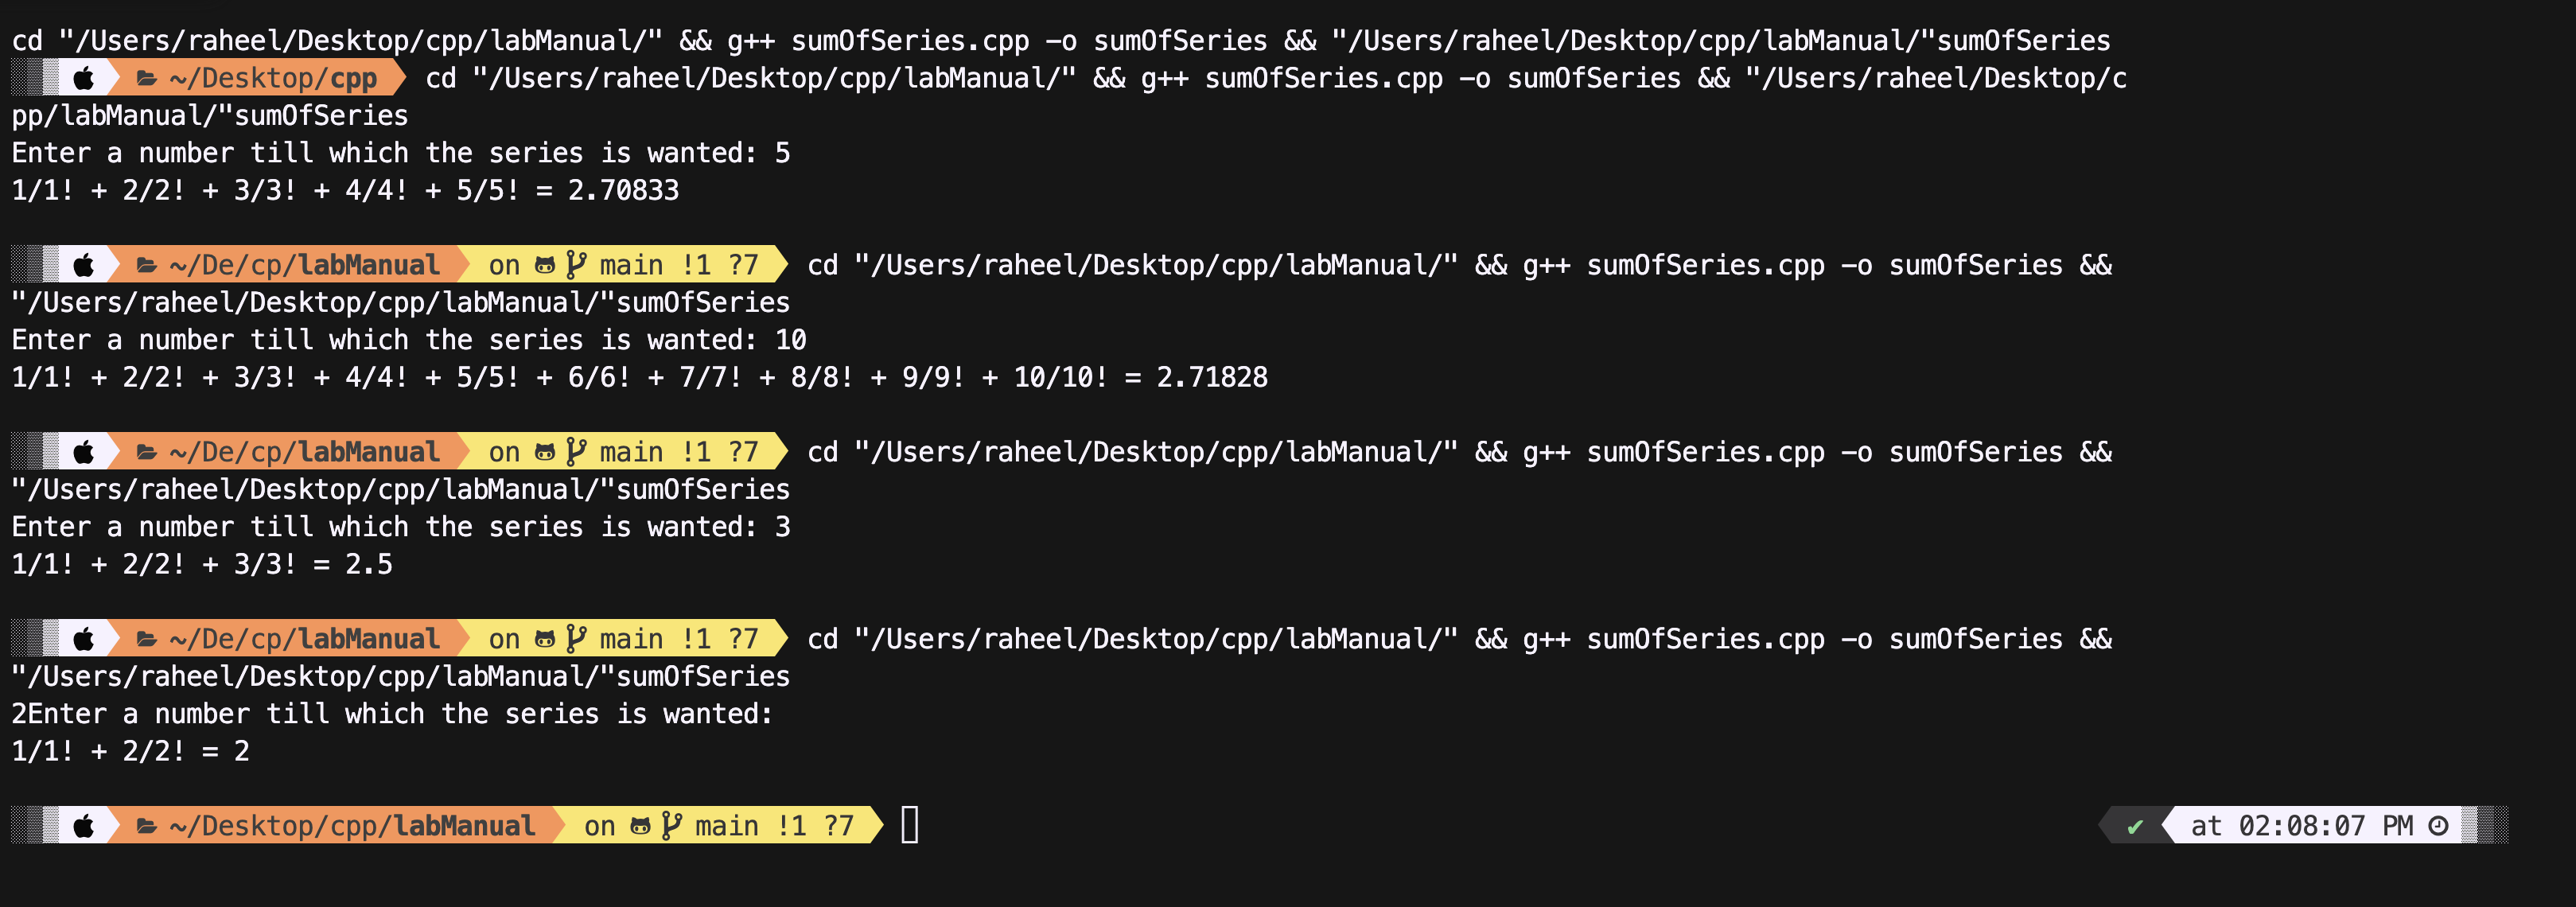 cd "/Users/raheel/Desktop/cpp/labManual/" && g++ sumOfSeries.cpp -o sumOfSeries && "/Users/raheel/Desktop/cpp/labManual/"sumOfSeries
~/Desktop/cpp cd "/Users/raheel/Desktop/cpp/labManual/" && g++ sumOfSeries.cpp -o sumOfSeries && "/Users/raheel/Desktop/c
pp/labManual/"sumOfSeries
Enter a number till which the series is wanted: 5
1/1! + 2/2! + 3/3! + 4/4! + 5/5! = 2.70833
~/De/cp/labManual on main !1 ?7 cd "/Users/raheel/Desktop/cpp/labManual/" && g++ sumOfSeries.cpp -o sumOfSeries &&
"/Users/raheel/Desktop/cpp/labManual/"sumOfSeries
Enter a number till which the series is wanted: 10
1/1! + 2/2! + 3/3! + 4/4! + 5/5! + 6/6! + 7/7! + 8/8! + 9/9! + 10/10! = 2.71828
~/De/cp/labManual on main !1 ?7 cd "/Users/raheel/Desktop/cpp/labManual/" && g++ sumOfSeries.cpp -o sumOfSeries &&
"/Users/raheel/Desktop/cpp/labManual/"sumOfSeries
Enter a number till which the series is wanted: 3
1/1! + 2/2! + 3/3! = 2.5
~/De/cp/labManual on main !1 ?7 cd "/Users/raheel/Desktop/cpp/labManual/" && g++ sumOfSeries.cpp -o sumOfSeries &&
"/Users/raheel/Desktop/cpp/labManual/"sumOfSeries
2Enter a number till which the series is wanted:
1/1! + 2/2! = 2
~/Desktop/cpp/labManual on main !1 ?7 ✔ at 02:08:07 PM